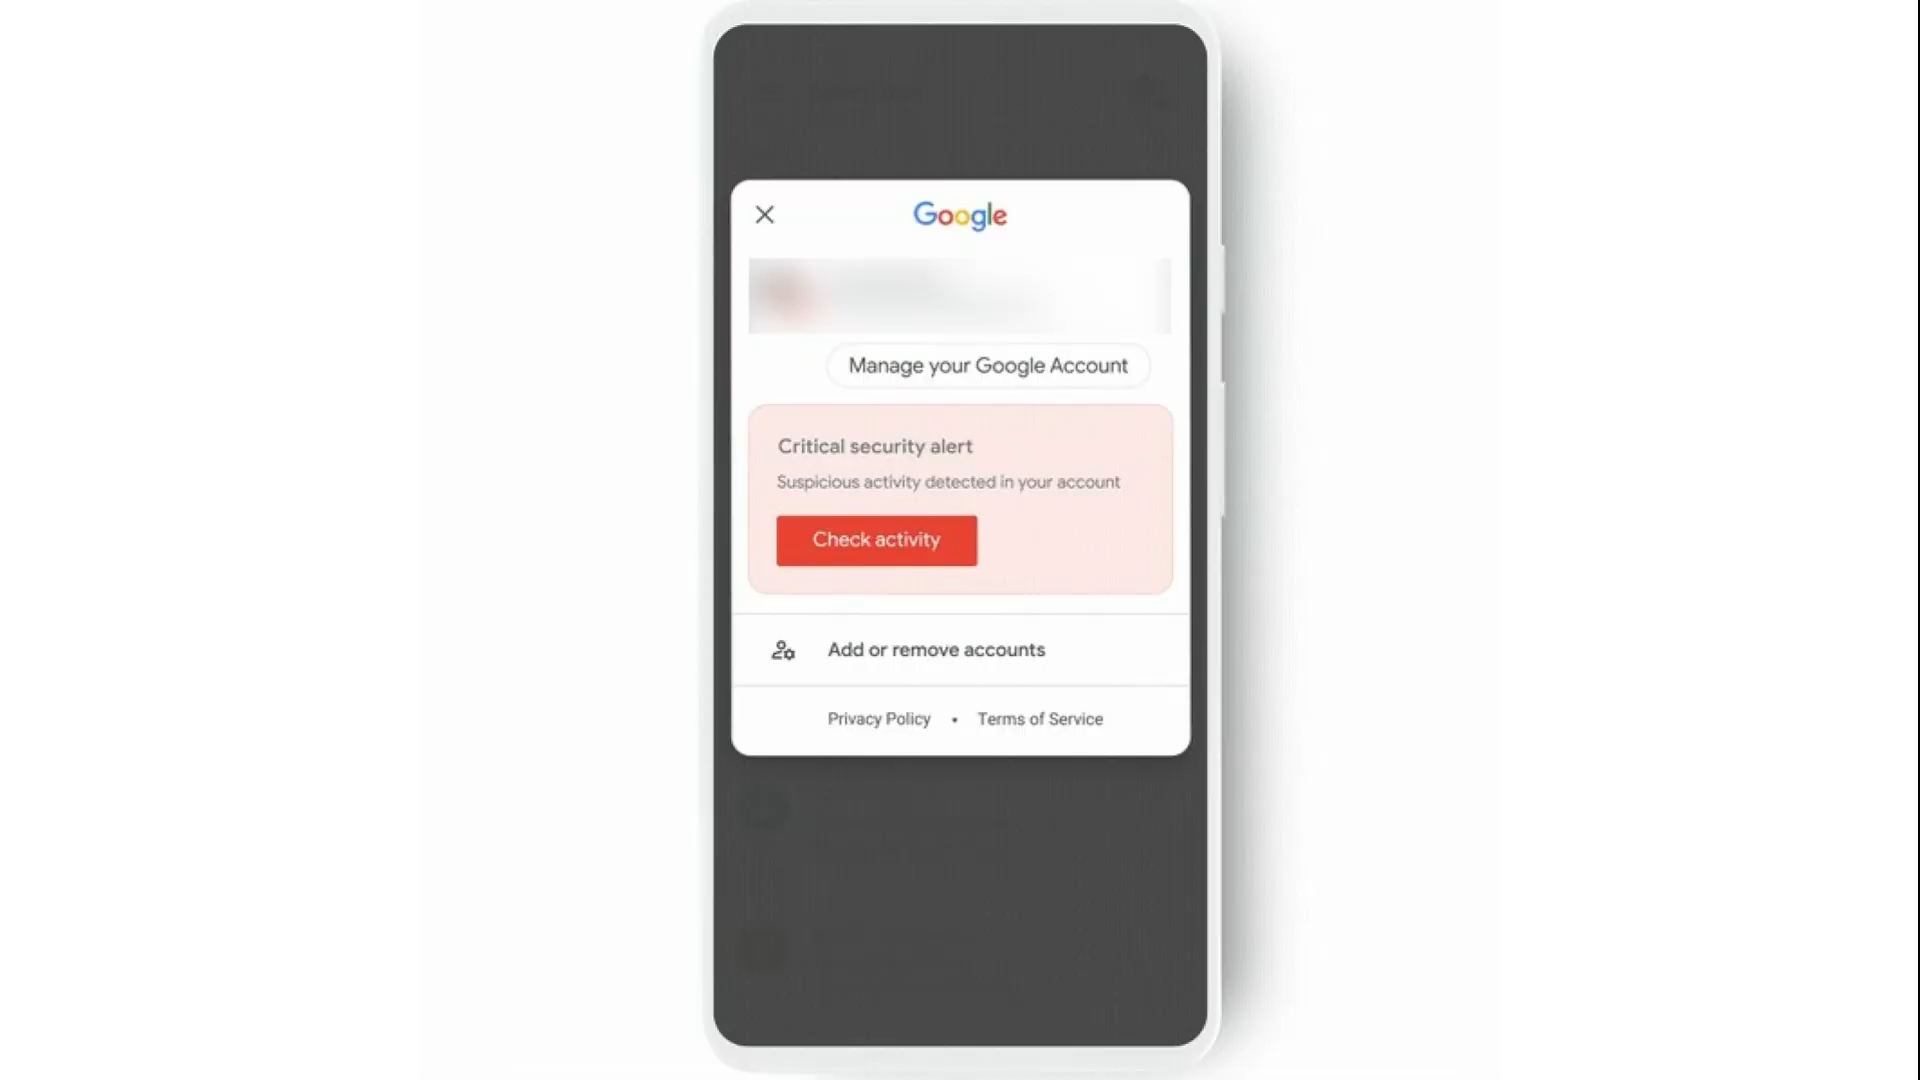 Google
Manage your Google Account
Critical security alert
Suspicious activity detected in your account
Check activity
Add or remove accounts
Privacy Policy • Terms of Service